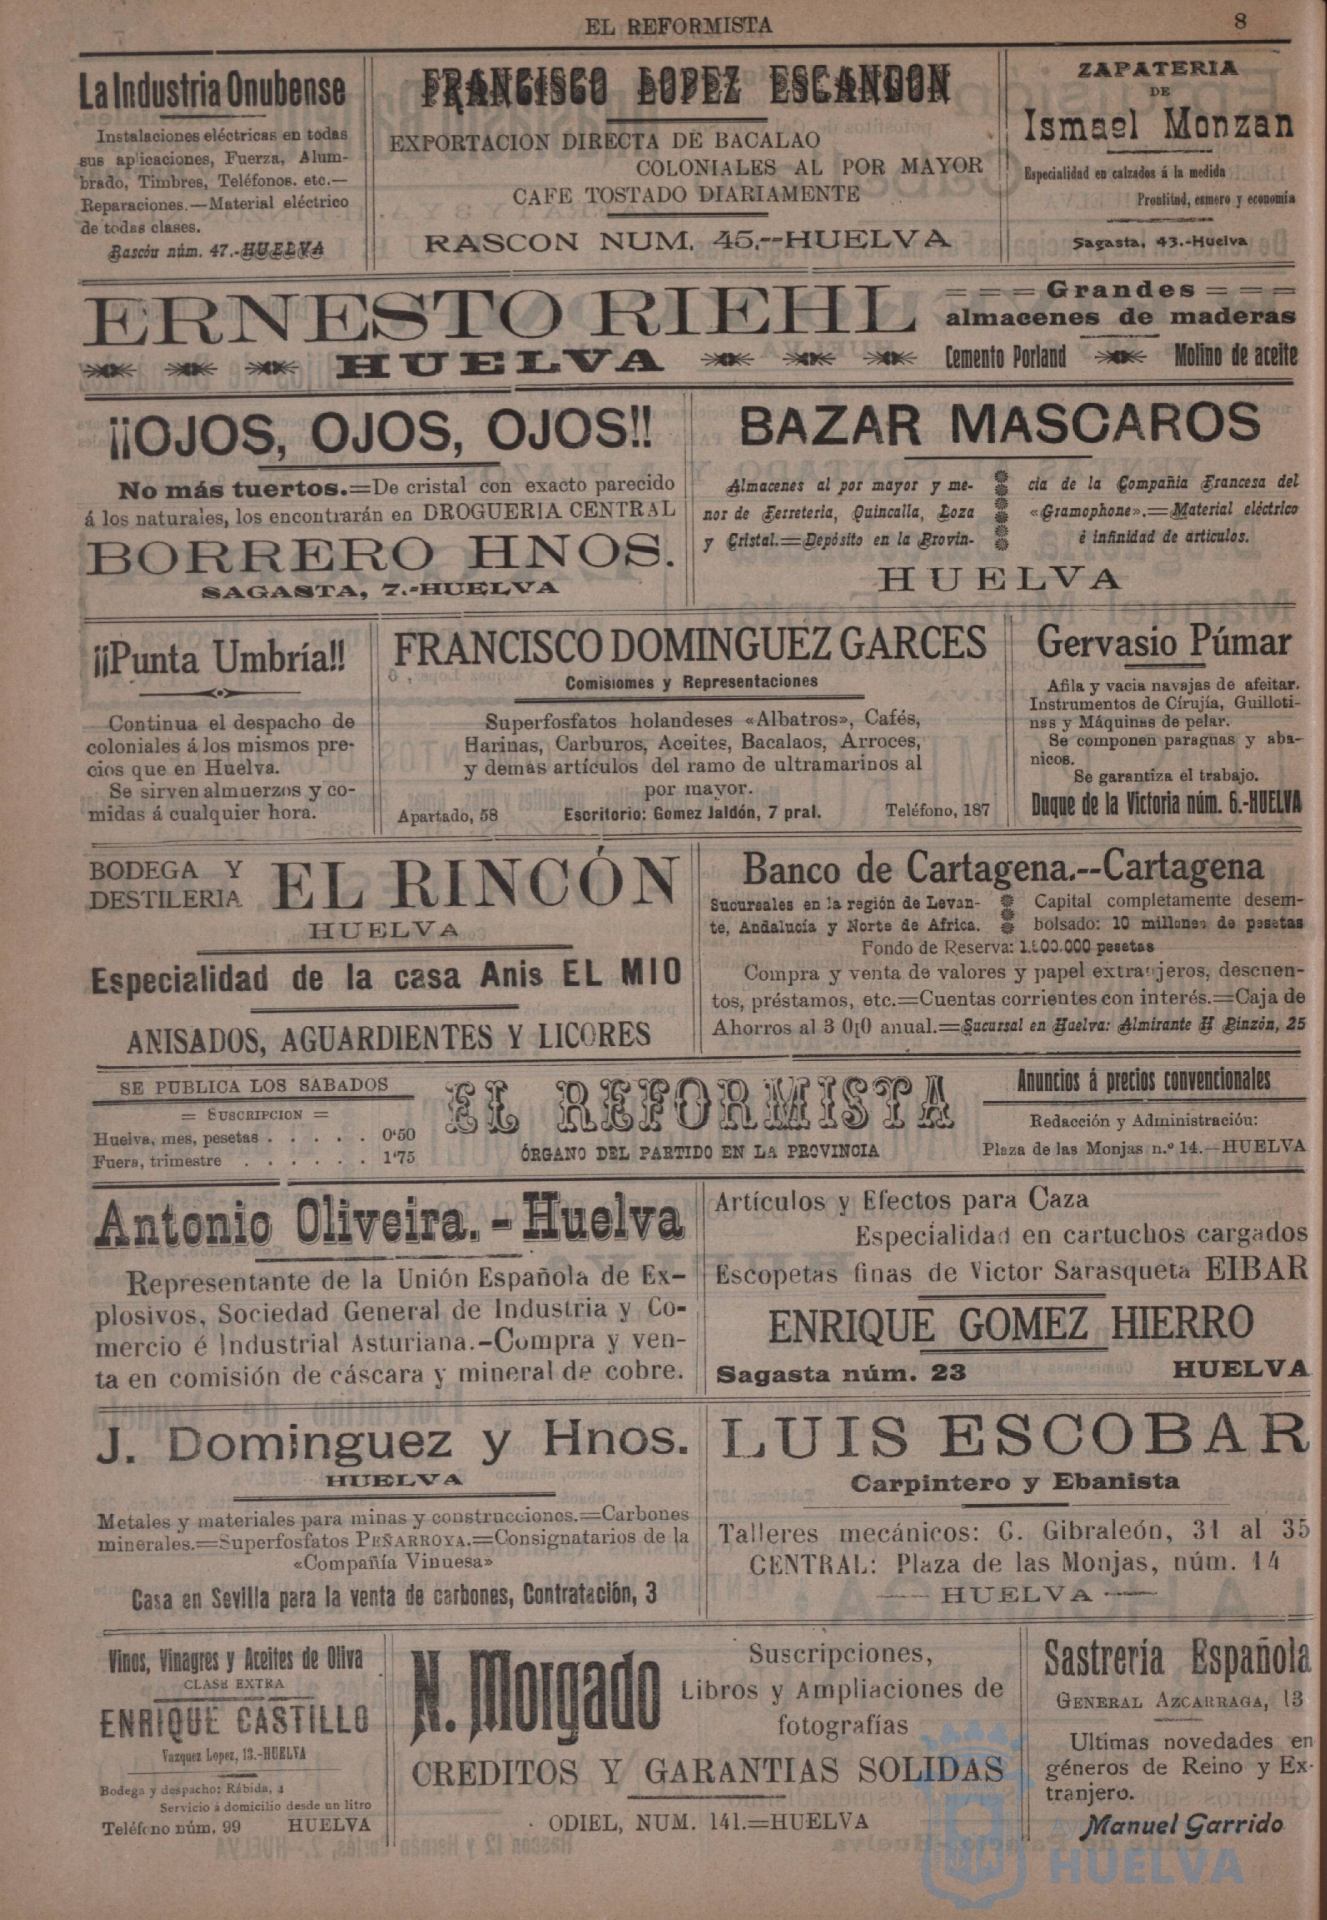 EL REFORMISTA
8
La Industria Onubense
Instalaciones eléctricas en todas
sus aplicaciones, Fuerza, Alum-
brado, Timbres, Teléfonos. etc.—
Reparaciones.—Material eléctrico
de todas clases.
Rascón núm. 47.-HUELVA
FRANCISCO LOPEZ ESCANDON
EXPORTACION DIRECTA DE BACALAO
COLONIALES AL POR MAYOR
CAFE TOSTADO DIARIAMENTE
RASCON NUM. 45.--HUELVA
ZAPATERIA
DE
Ismael Monzan
Especialidad en calzados á la medida
Prontitud, esmero y economía
Sagasta, 43.-Huelva
ERNESTO RIEHL
HUELVA
= = = Grandes = = =
almacenes de maderas
Cemento Porland
Molino de aceite
¡¡OJOS, OJOS, OJOS!!
No más tuertos.=De cristal con exacto parecido
á los naturales, los encontrarán en DROGUERIA CENTRAL
BORRERO HNOS.
SAGASTA, 7.-HUELVA
BAZAR MASCAROS
Almacenes al por mayor y me-
nor de Ferreteria, Quincalla, Loza
y Cristal.=Depósito en la Provin-
cia de la Compañia Francesa del
«Gramophone».=Material eléctrico
é infinidad de articulos.
HUELVA
¡¡Punta Umbría!!
Continua el despacho de
coloniales á los mismos pre-
cios que en Huelva.
Se sirven almuerzos y co-
midas á cualquier hora.
FRANCISCO DOMINGUEZ GARCES
Comisiomes y Representaciones
Superfosfatos holandeses «Albatros», Cafés,
Harinas, Carburos, Aceites, Bacalaos, Arroces,
y demás artículos del ramo de ultramarinos al
por mayor.
Apartado, 58
Escritorio: Gomez Jaldón, 7 pral.
Teléfono, 187
Gervasio Púmar
Afila y vacia navajas de afeitar.
Instrumentos de Cirujía, Guilloti-
nas y Máquinas de pelar.
Se componen paraguas y aba-
nicos.
Se garantiza el trabajo.
Duque de la Victoria núm. 6.-HUELVA
BODEGA Y
DESTILERIA
EL RINCÓN
HUELVA
Especialidad de la casa Anis EL MIO
ANISADOS, AGUARDIENTES Y LICORES
Banco de Cartagena.--Cartagena
Sucursales en la región de Levan-
te, Andalucía y Norte de Africa.
Capital completamente desem-
bolsado: 10 millones de pesetas
Fondo de Reserva: pesetas
Compra y venta de valores y papel extranjeros, descuen-
tos, préstamos, etc.=Cuentas corrientes con interés.=Caja de
Ahorros al 3 0|0 anual.=Sucursal en Huelva: Almirante H Pinzón, 25
SE PUBLICA LOS SABADOS
= SUSCRIPCION =
Huelva, mes, pesetas . . . . . 0'50
Fuera, trimestre . . . . . . 1'75
EL REFORMISTA
ÓRGANO DEL PARTIDO EN LA PROVINCIA
Anuncios á precios convencionales
Redacción y Administración:
Plaza de las Monjas n.º 14.—HUELVA
Antonio Oliveira.-Huelva
Representante de la Unión Española de Ex-
plosivos, Sociedad General de Industria y Co-
mercio é Industrial Asturiana.-Compra y ven-
ta en comisión de cáscara y mineral de cobre.
Artículos y Efectos para Caza
Especialidad en cartuchos cargados
Escopetas finas de Victor Sarasqueta EIBAR
ENRIQUE GOMEZ HIERRO
Sagasta núm. 23
HUELVA
J. Dominguez y Hnos.
HUELVA
Metales y materiales para minas y construcciones.=Carbones
minerales.=Superfosfatos PEÑARROYA.=Consignatarios de la
«Compañía Vinuesa»
Casa en Sevilla para la venta de carbones, Contratación, 3
LUIS ESCOBAR
Carpintero y Ebanista
Talleres mecánicos: C. Gibraleón, 31 al 35
CENTRAL: Plaza de las Monjas, núm. 14
HUELVA
Vinos, Vinagres y Aceites de Oliva
CLASE EXTRA
ENRIQUE CASTILLO
Vazquez Lopez, 13.-HUELVA
Bodega y despacho: Rábida,
Servicio á domicilio desde un litro
Teléfono núm. 99
HUELVA
N. Morgado
Suscripciones,
Libros y Ampliaciones de
fotografías
CREDITOS Y GARANTIAS SOLIDAS
ODIEL, NUM. 141.=HUELVA
Sastrería Española
GENERAL AZCARRAGA, 13
Ultimas novedades en
géneros de Reino y Ex-
tranjero.
Manuel Garrido
HUELVA